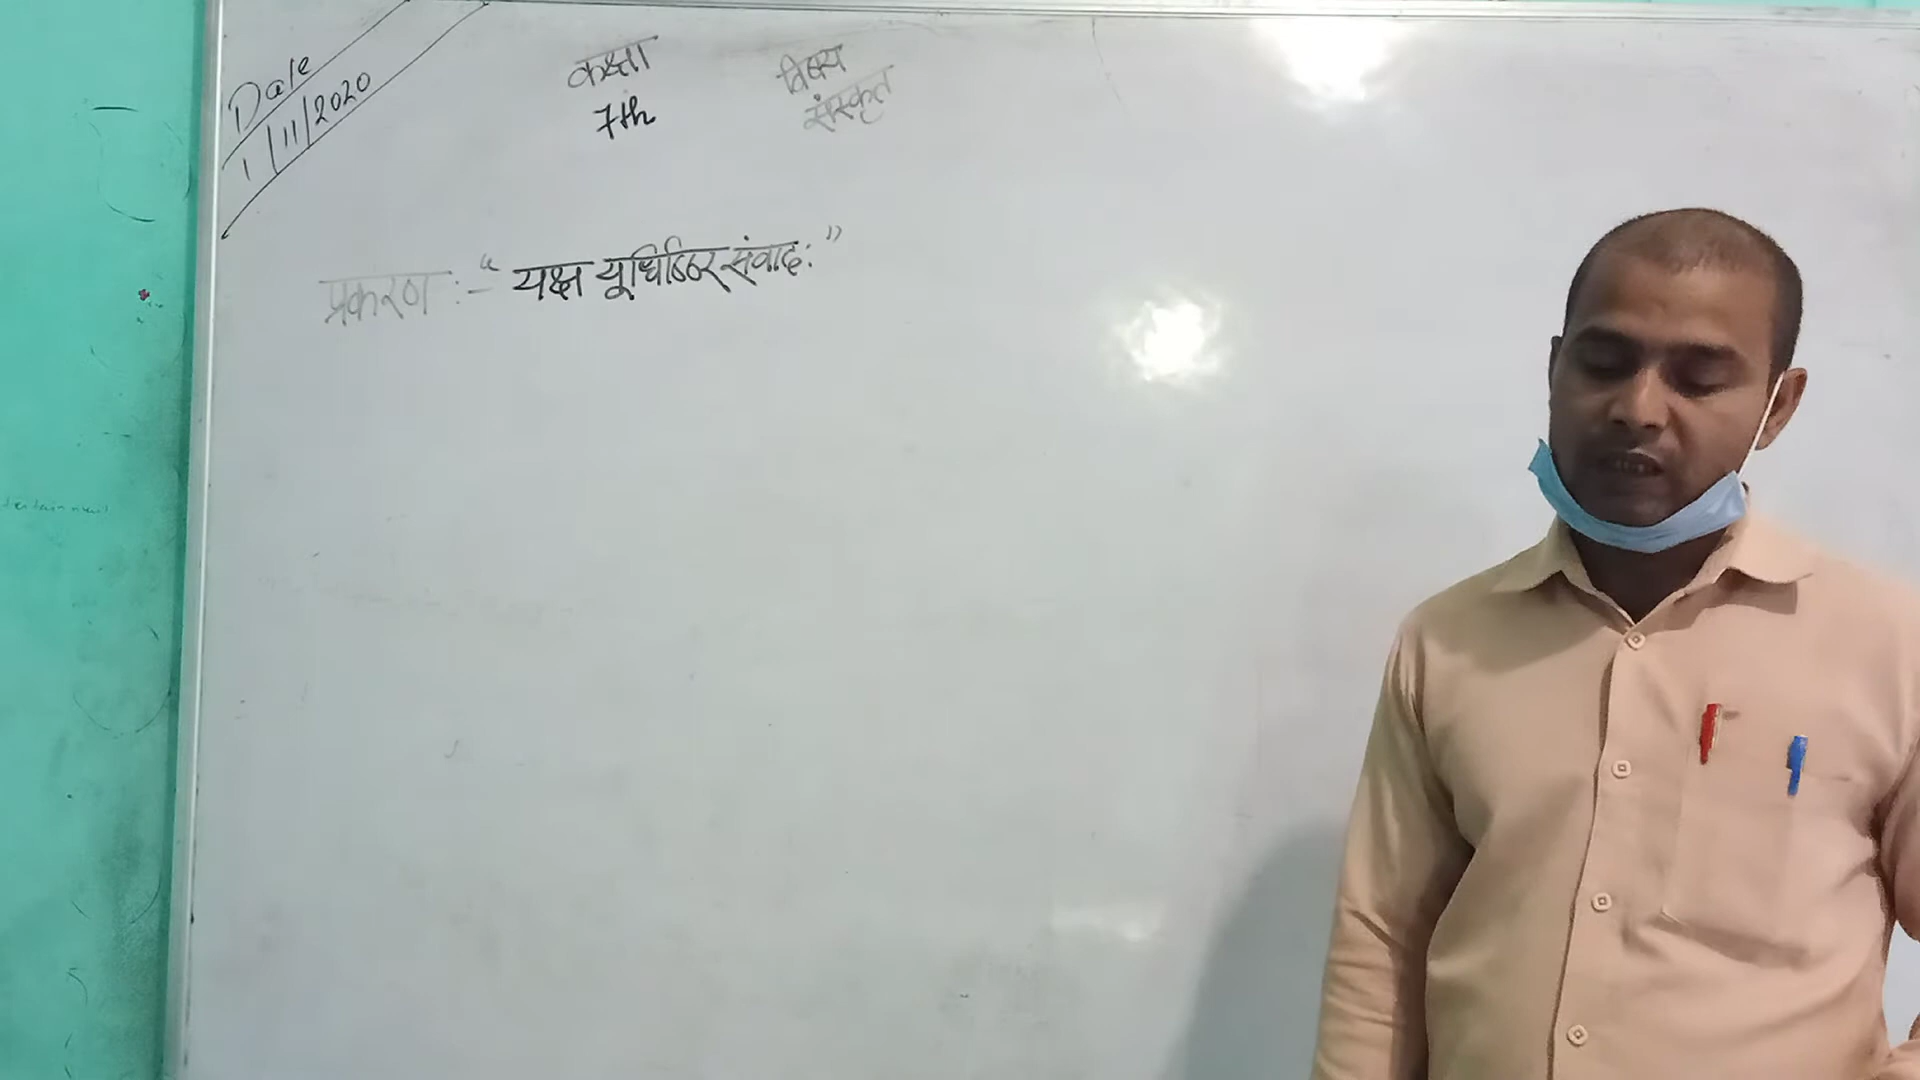 Date
1/11/2020
कक्षा
7th
विषय
संस्कृत
प्रकरण :- “ यक्ष यूधिष्ठिर संवाद: ”